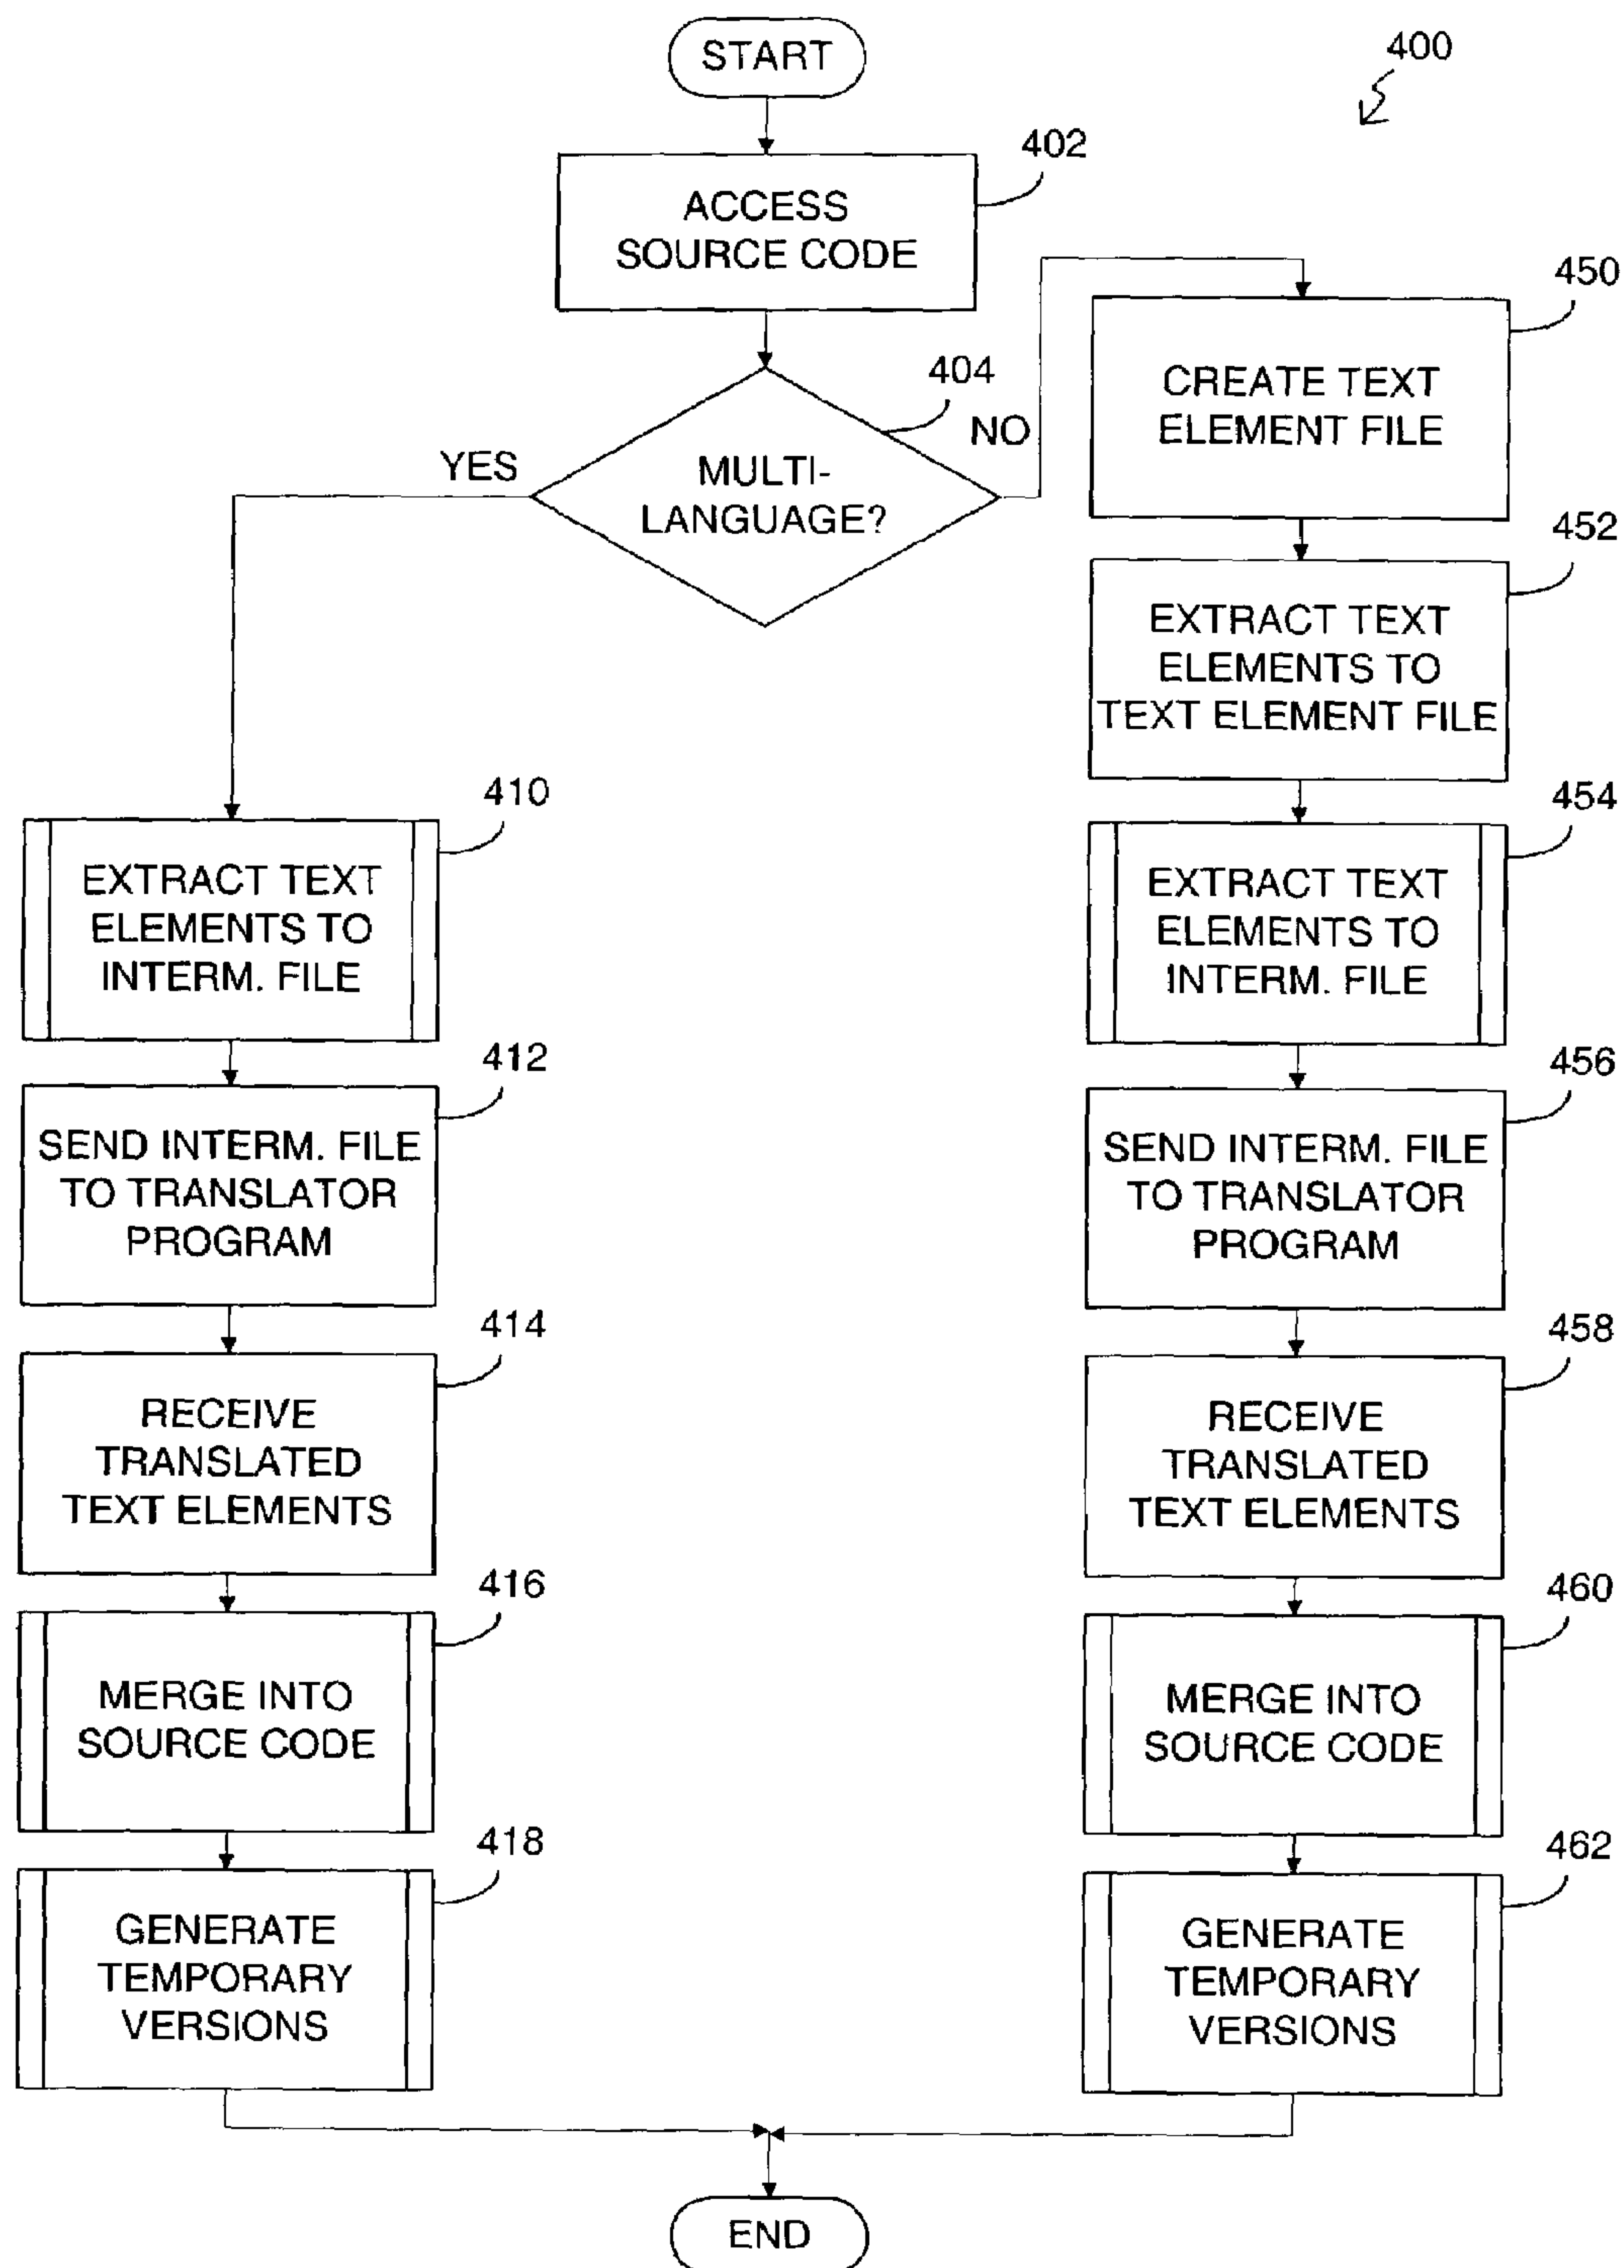 START
400
402
ACCESS
SOURCE CODE
404
YES
NO
MULTI-
LANGUAGE?
450
CREATE TEXT
ELEMENT FILE
452
EXTRACT TEXT
ELEMENTS TO
TEXT ELEMENT FILE
410
EXTRACT TEXT
ELEMENTS TO
INTERM. FILE
412
SEND INTERM. FILE
TO TRANSLATOR
PROGRAM
414
RECEIVE
TRANSLATED
TEXT ELEMENTS
416
MERGE INTO
SOURCE CODE
418
GENERATE
TEMPORARY
VERSIONS
454
EXTRACT TEXT
ELEMENTS TO
INTERM. FILE
456
SEND INTERM. FILE
TO TRANSLATOR
PROGRAM
458
RECEIVE
TRANSLATED
TEXT ELEMENTS
460
MERGE INTO
SOURCE CODE
462
GENERATE
TEMPORARY
VERSIONS
END